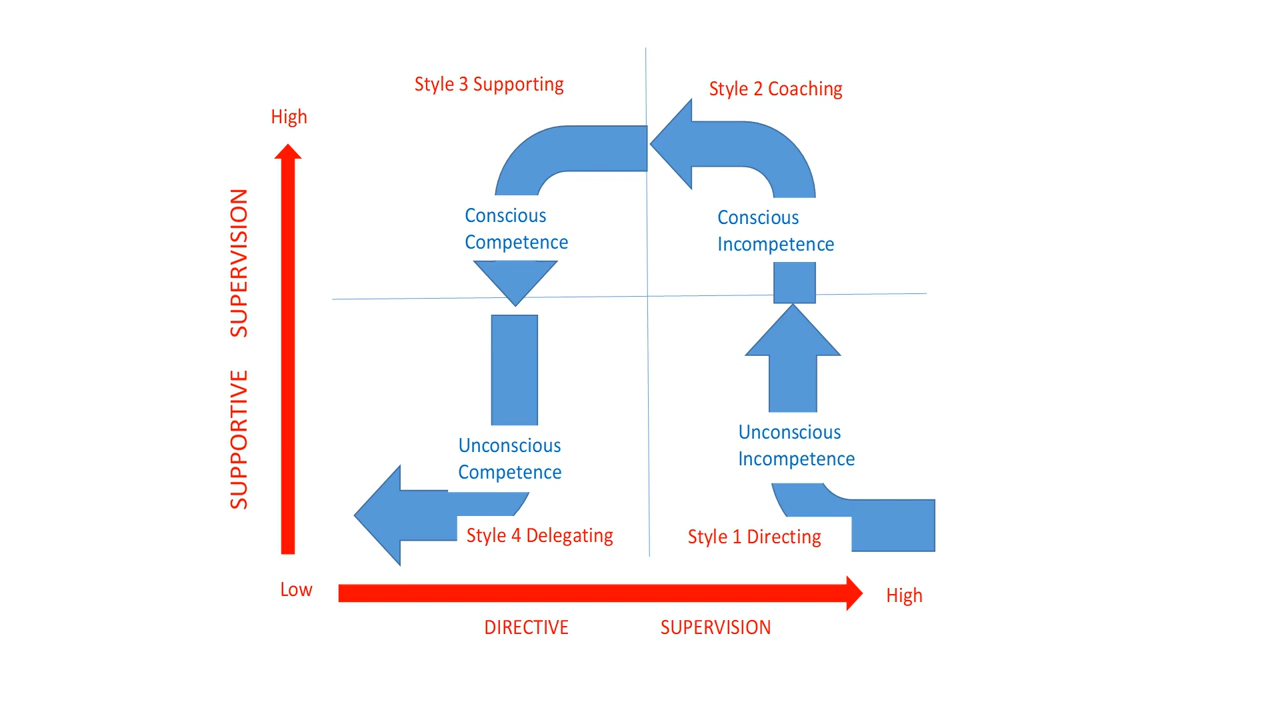 Style 3 Supporting
Style 2 Coaching
High
SUPPORTIVE SUPERVISION
Conscious
Competence
Conscious
Incompetence
Unconscious
Competence
Unconscious
Incompetence
Style 4 Delegating
Style 1 Directing
Low
High
DIRECTIVE SUPERVISION